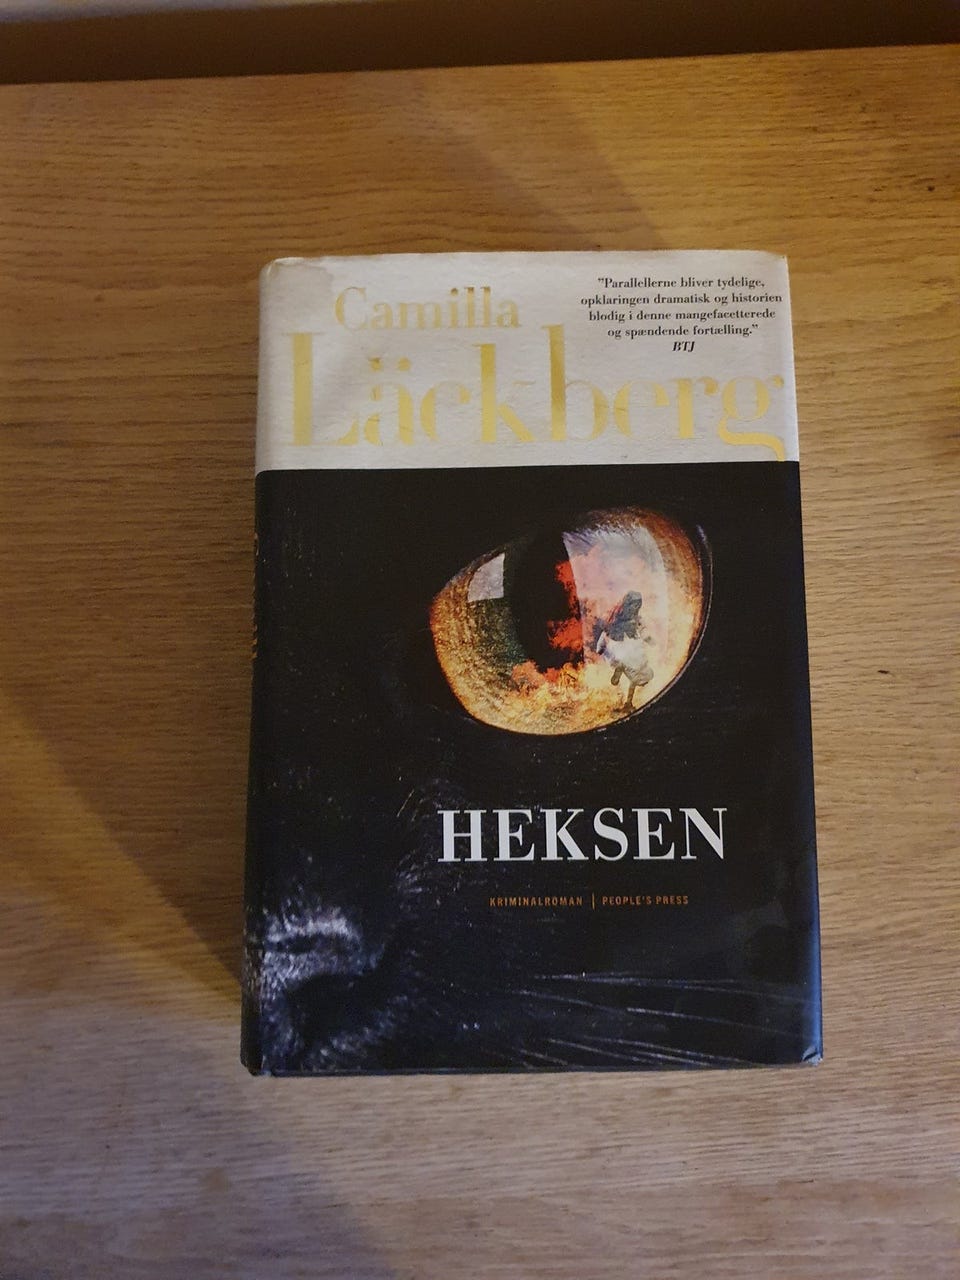 Camilla
Läckberg
"Parallellerne bliver tydelige,
opklaringen dramatisk og historien
blodig i denne mangefacetterede
og spændende fortælling."
BTJ
HEKSEN
KRIMINALROMAN | PEOPLE'S PRESS